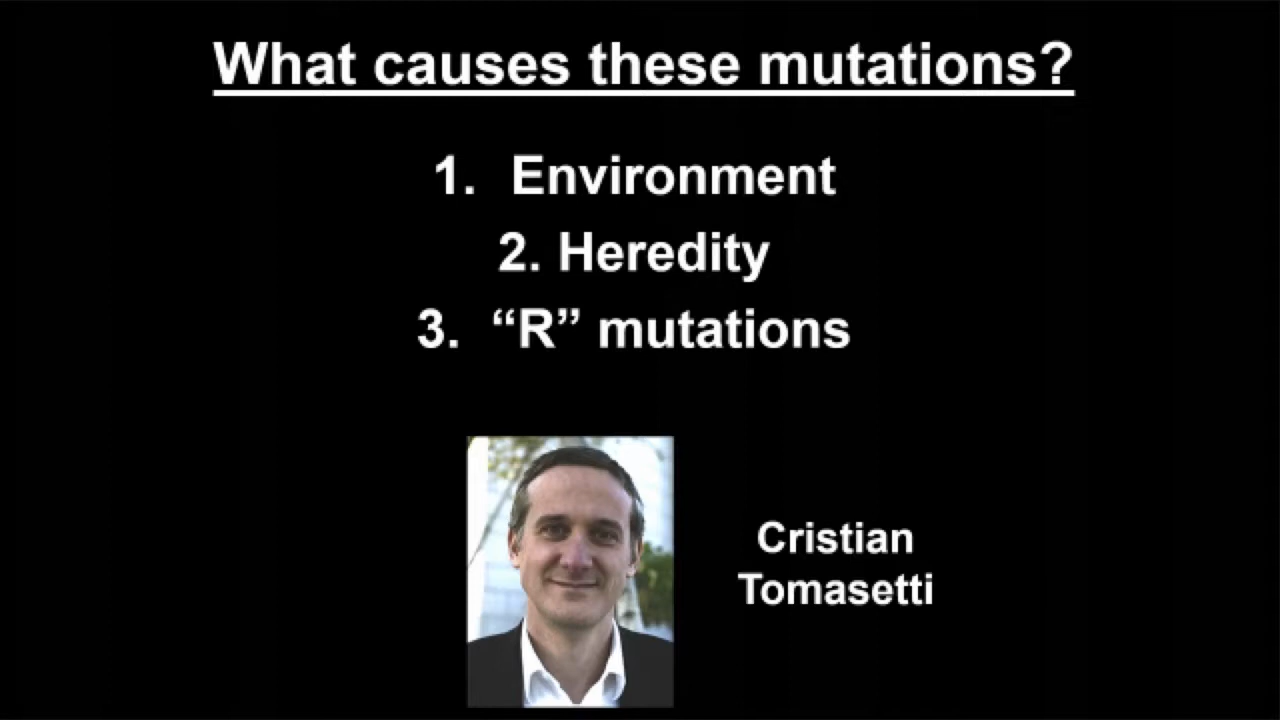 What causes these mutations?
1. Environment
2. Heredity
3. “R” mutations
Cristian
Tomasetti